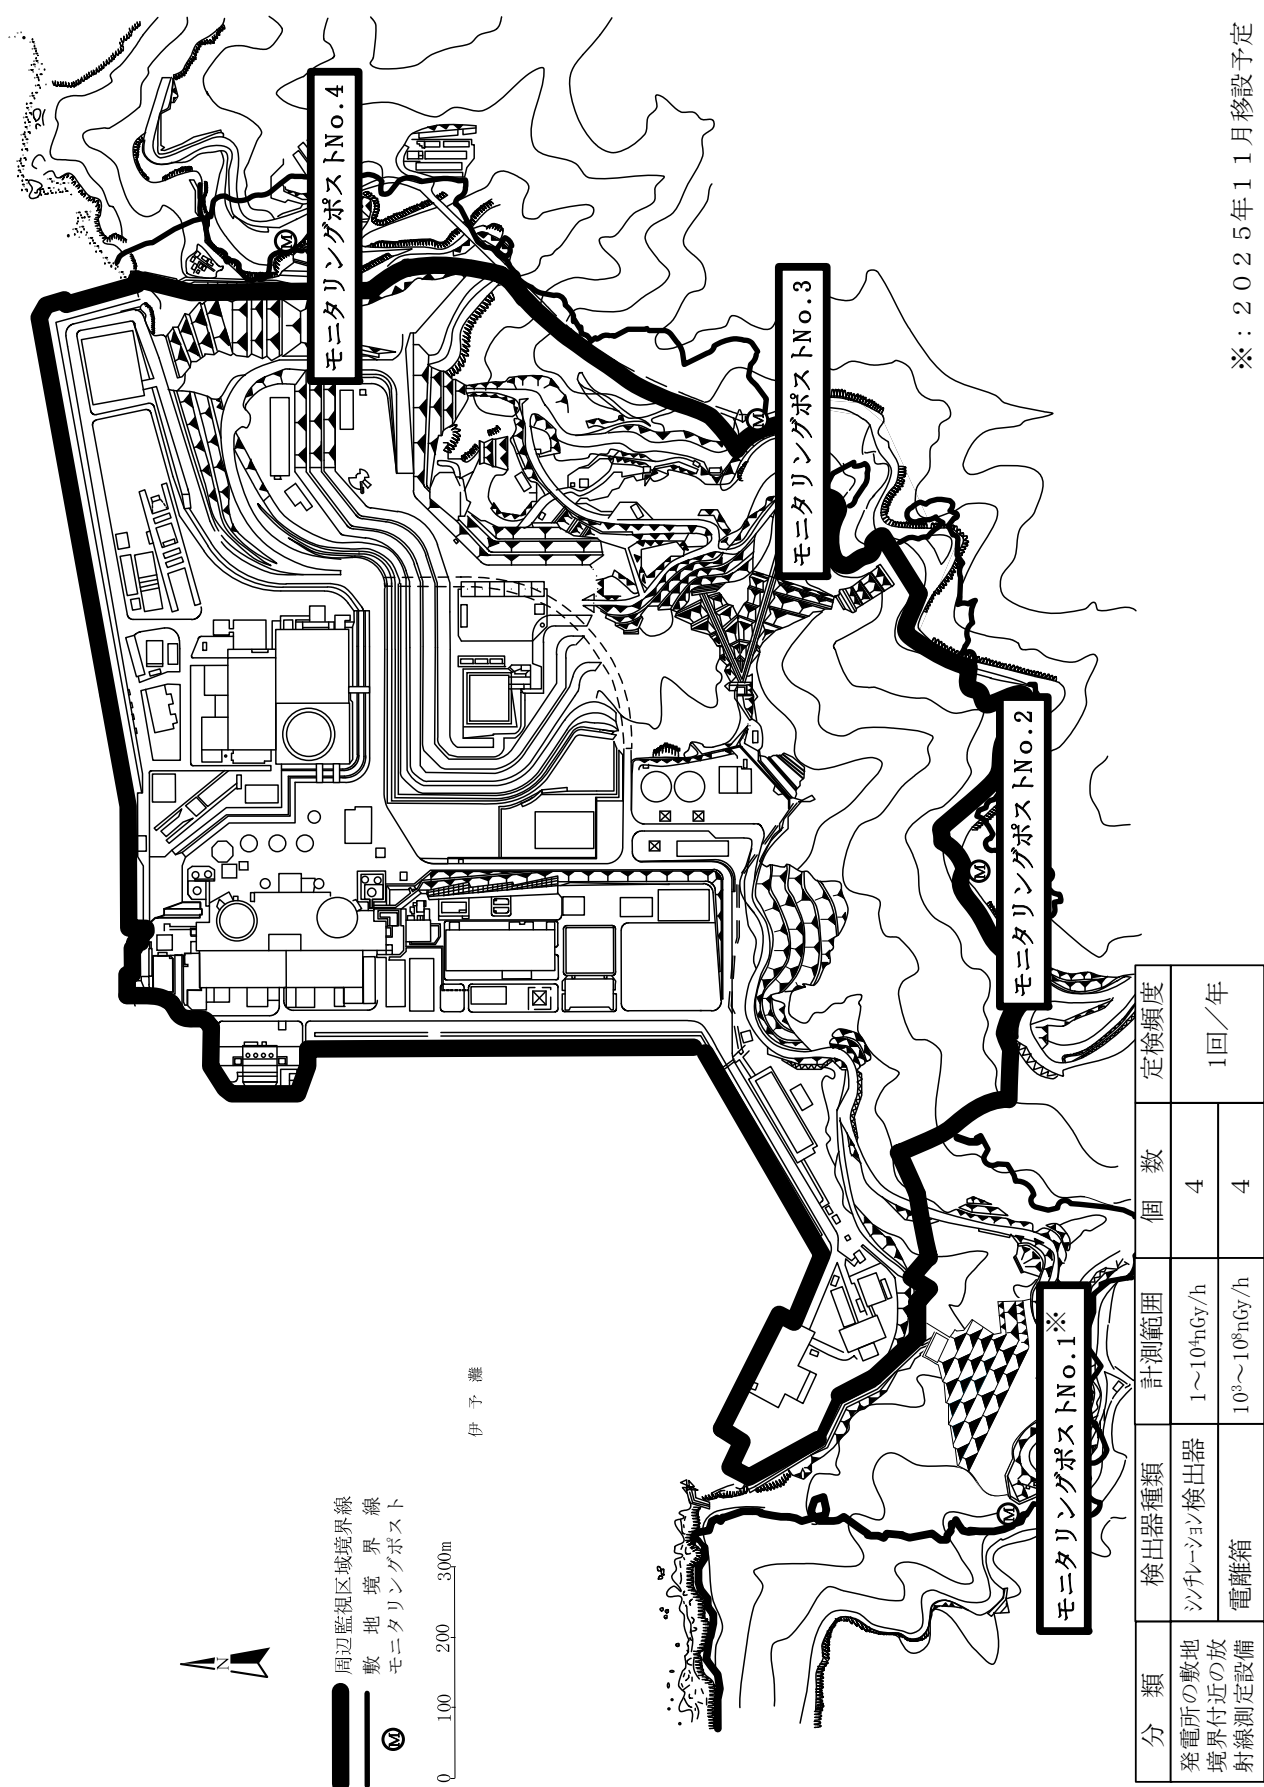 N
周辺監視区域境界線
敷地境界線
モニタリングポスト
0 100 200 300m
伊予灘
モニタリングポストNo.4
モニタリングポストNo.3
モニタリングポストNo.2
モニタリングポストNo.1※
M
M
M
M
M
分類 検出器種類 計測範囲 個数 定検頻度
発電所の敷地
境界付近の放
射線測定設備
シンチレーション検出器 1～10⁴nGy/h 4 1回／年
電離箱 10³～10⁸nGy/h 4
※：２０２５年１１月移設予定